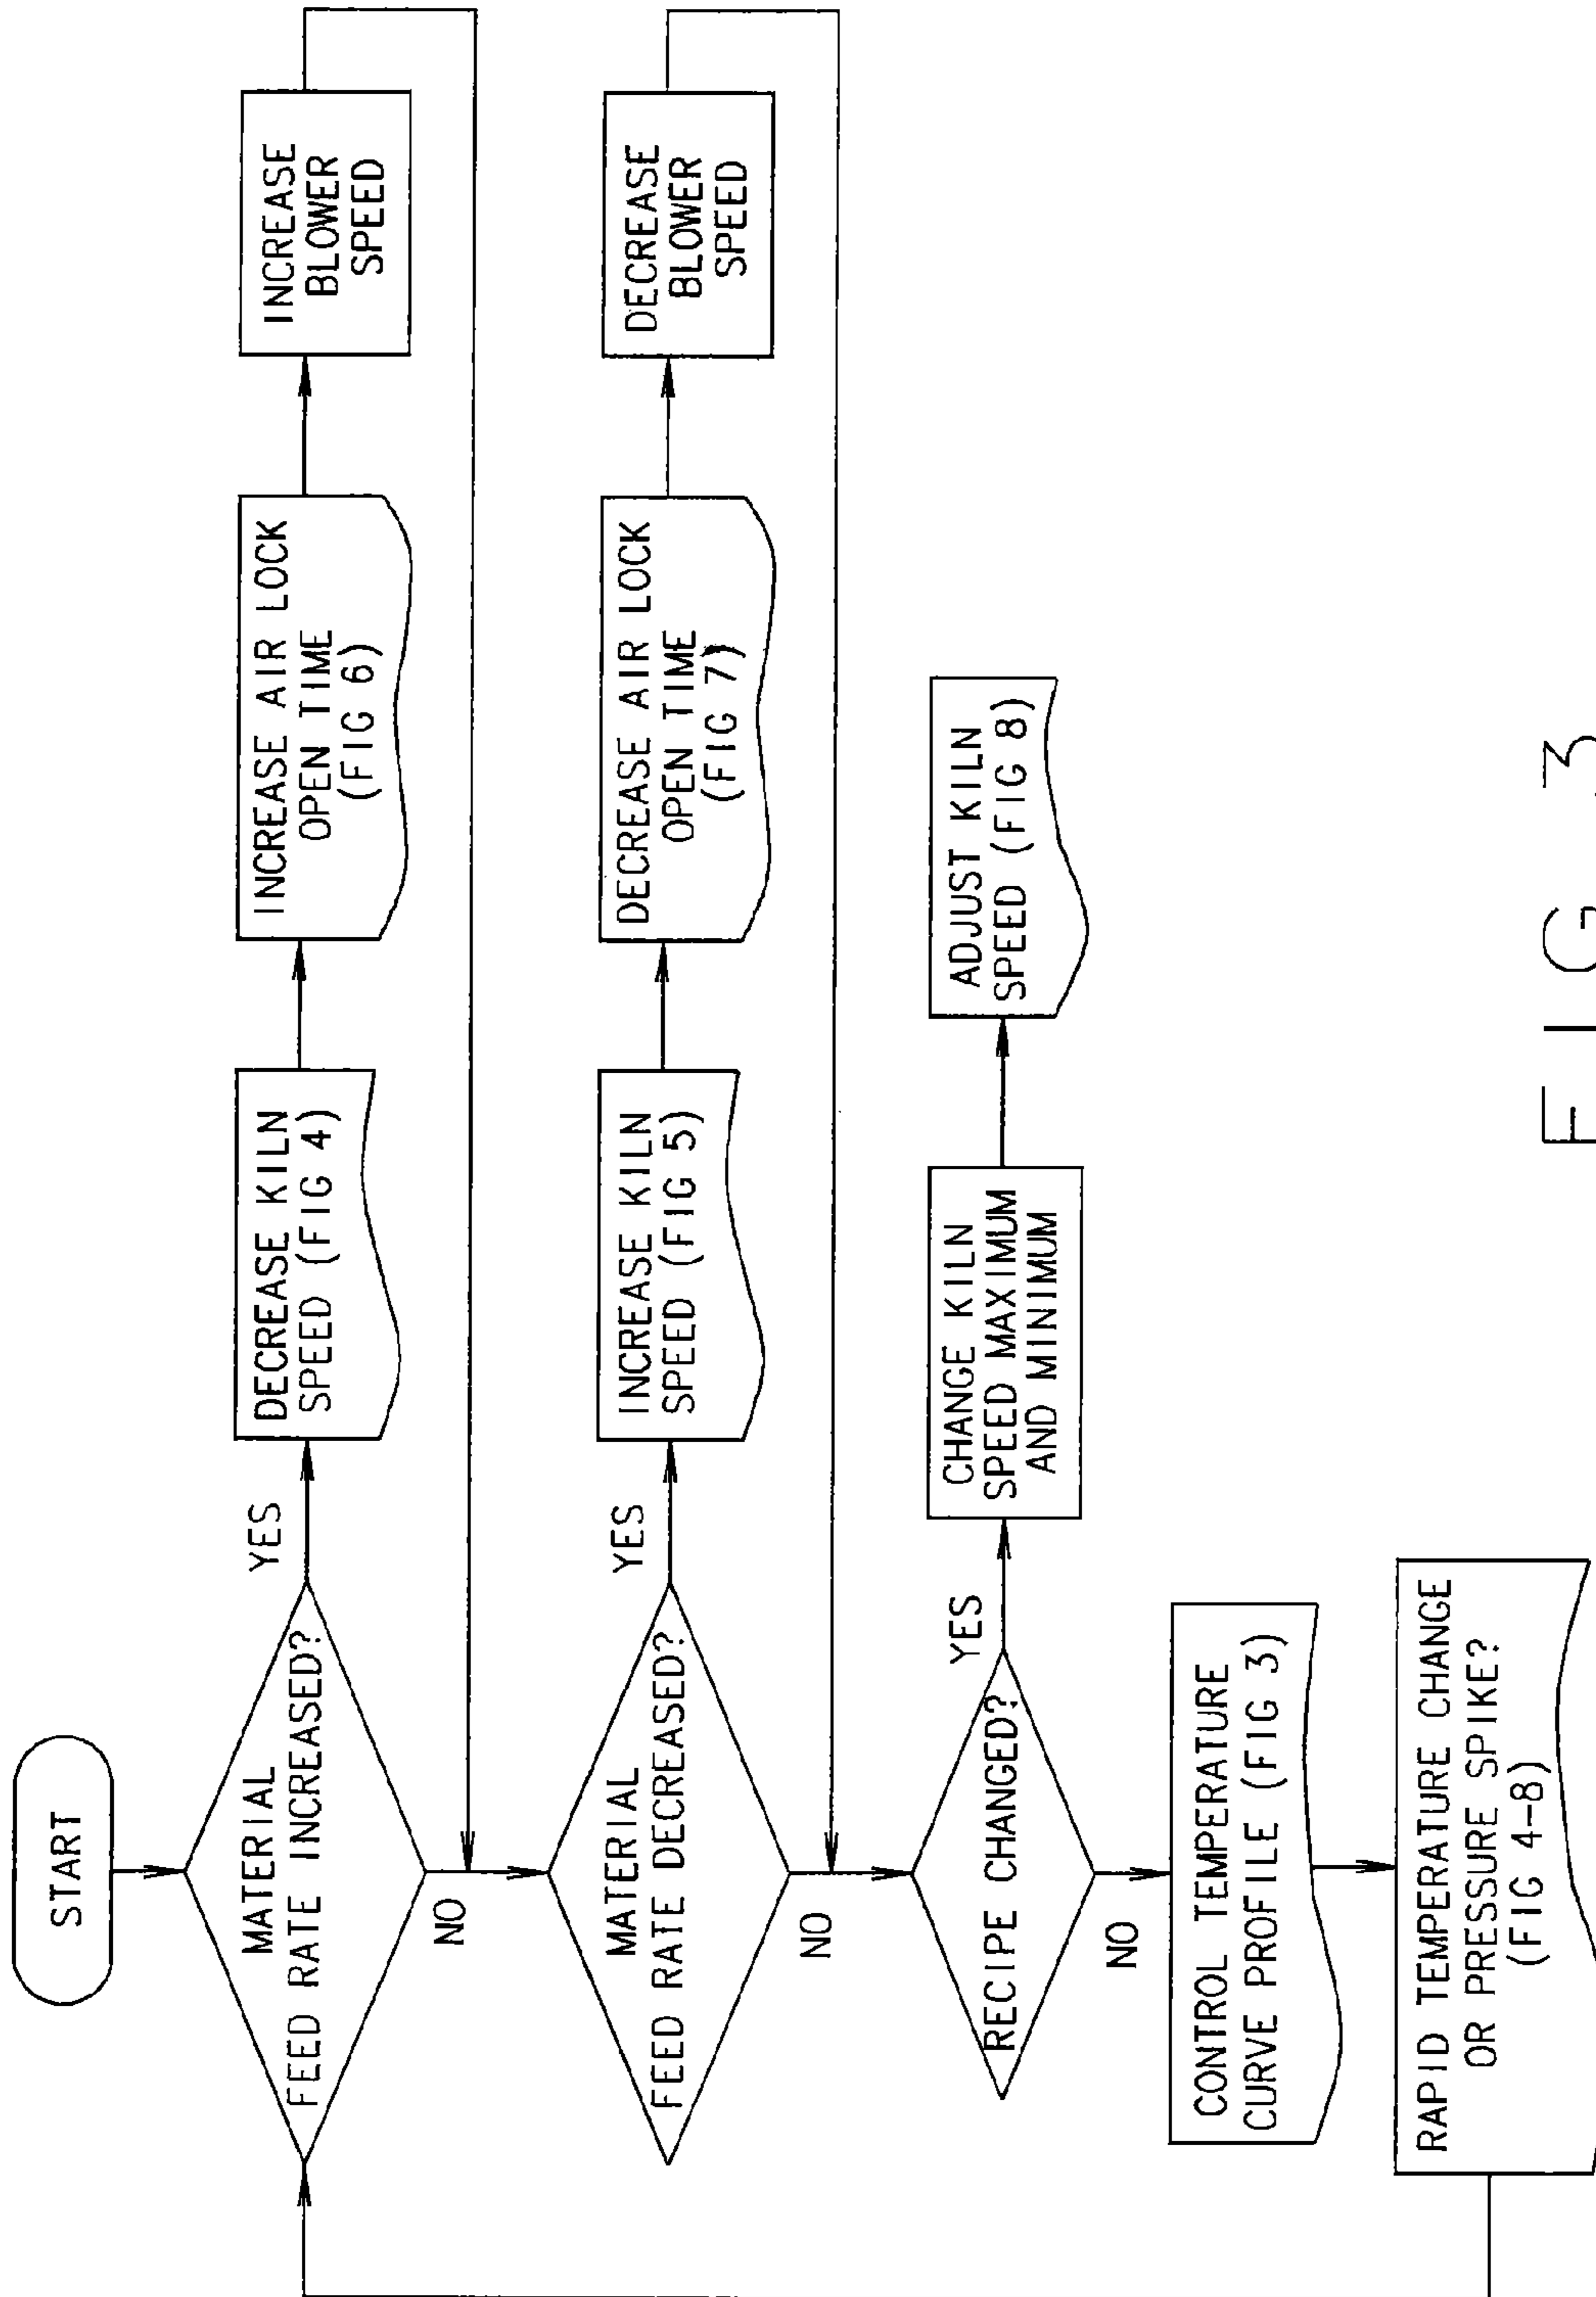 START
MATERIAL
FEED RATE INCREASED?
YES
DECREASE KILN
SPEED (FIG 4)
INCREASE AIR LOCK
OPEN TIME
(FIG 6)
INCREASE
BLOWER
SPEED
NO
MATERIAL
FEED RATE DECREASED?
YES
INCREASE KILN
SPEED (FIG 5)
DECREASE AIR LOCK
OPEN TIME
(FIG 7)
DECREASE
BLOWER
SPEED
NO
RECIPE CHANGED?
YES
CHANGE KILN
SPEED MAXIMUM
AND MINIMUM
ADJUST KILN
SPEED (FIG 8)
NO
CONTROL TEMPERATURE
CURVE PROFILE (FIG 3)
RAPID TEMPERATURE CHANGE
OR PRESSURE SPIKE?
(FIG 4-8)
FIG 3